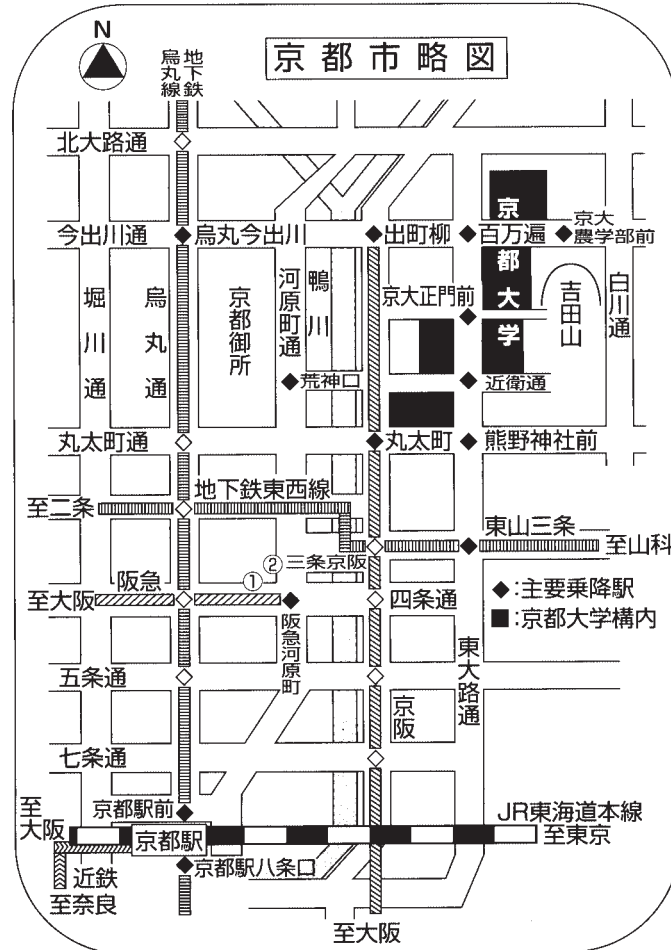 N
京都市略図
地下鉄
烏丸線
北大路通
今出川通
烏丸今出川
出町柳
百万遍
京大
農学部前
京都大学
京大正門前
吉田山
白川通
堀川通
烏丸通
京都御所
河原町通
鴨川
荒神口
近衛通
丸太町通
丸太町
熊野神社前
地下鉄東西線
至二条
東山三条
至山科
② 三条京阪
①
阪急
至大阪
四条通
◆:主要乗降駅
■:京都大学構内
阪急河原町
東大路通
五条通
京阪
七条通
京都駅前
至大阪
京都駅
JR東海道本線
至東京
近鉄
京都駅八条口
至奈良
至大阪